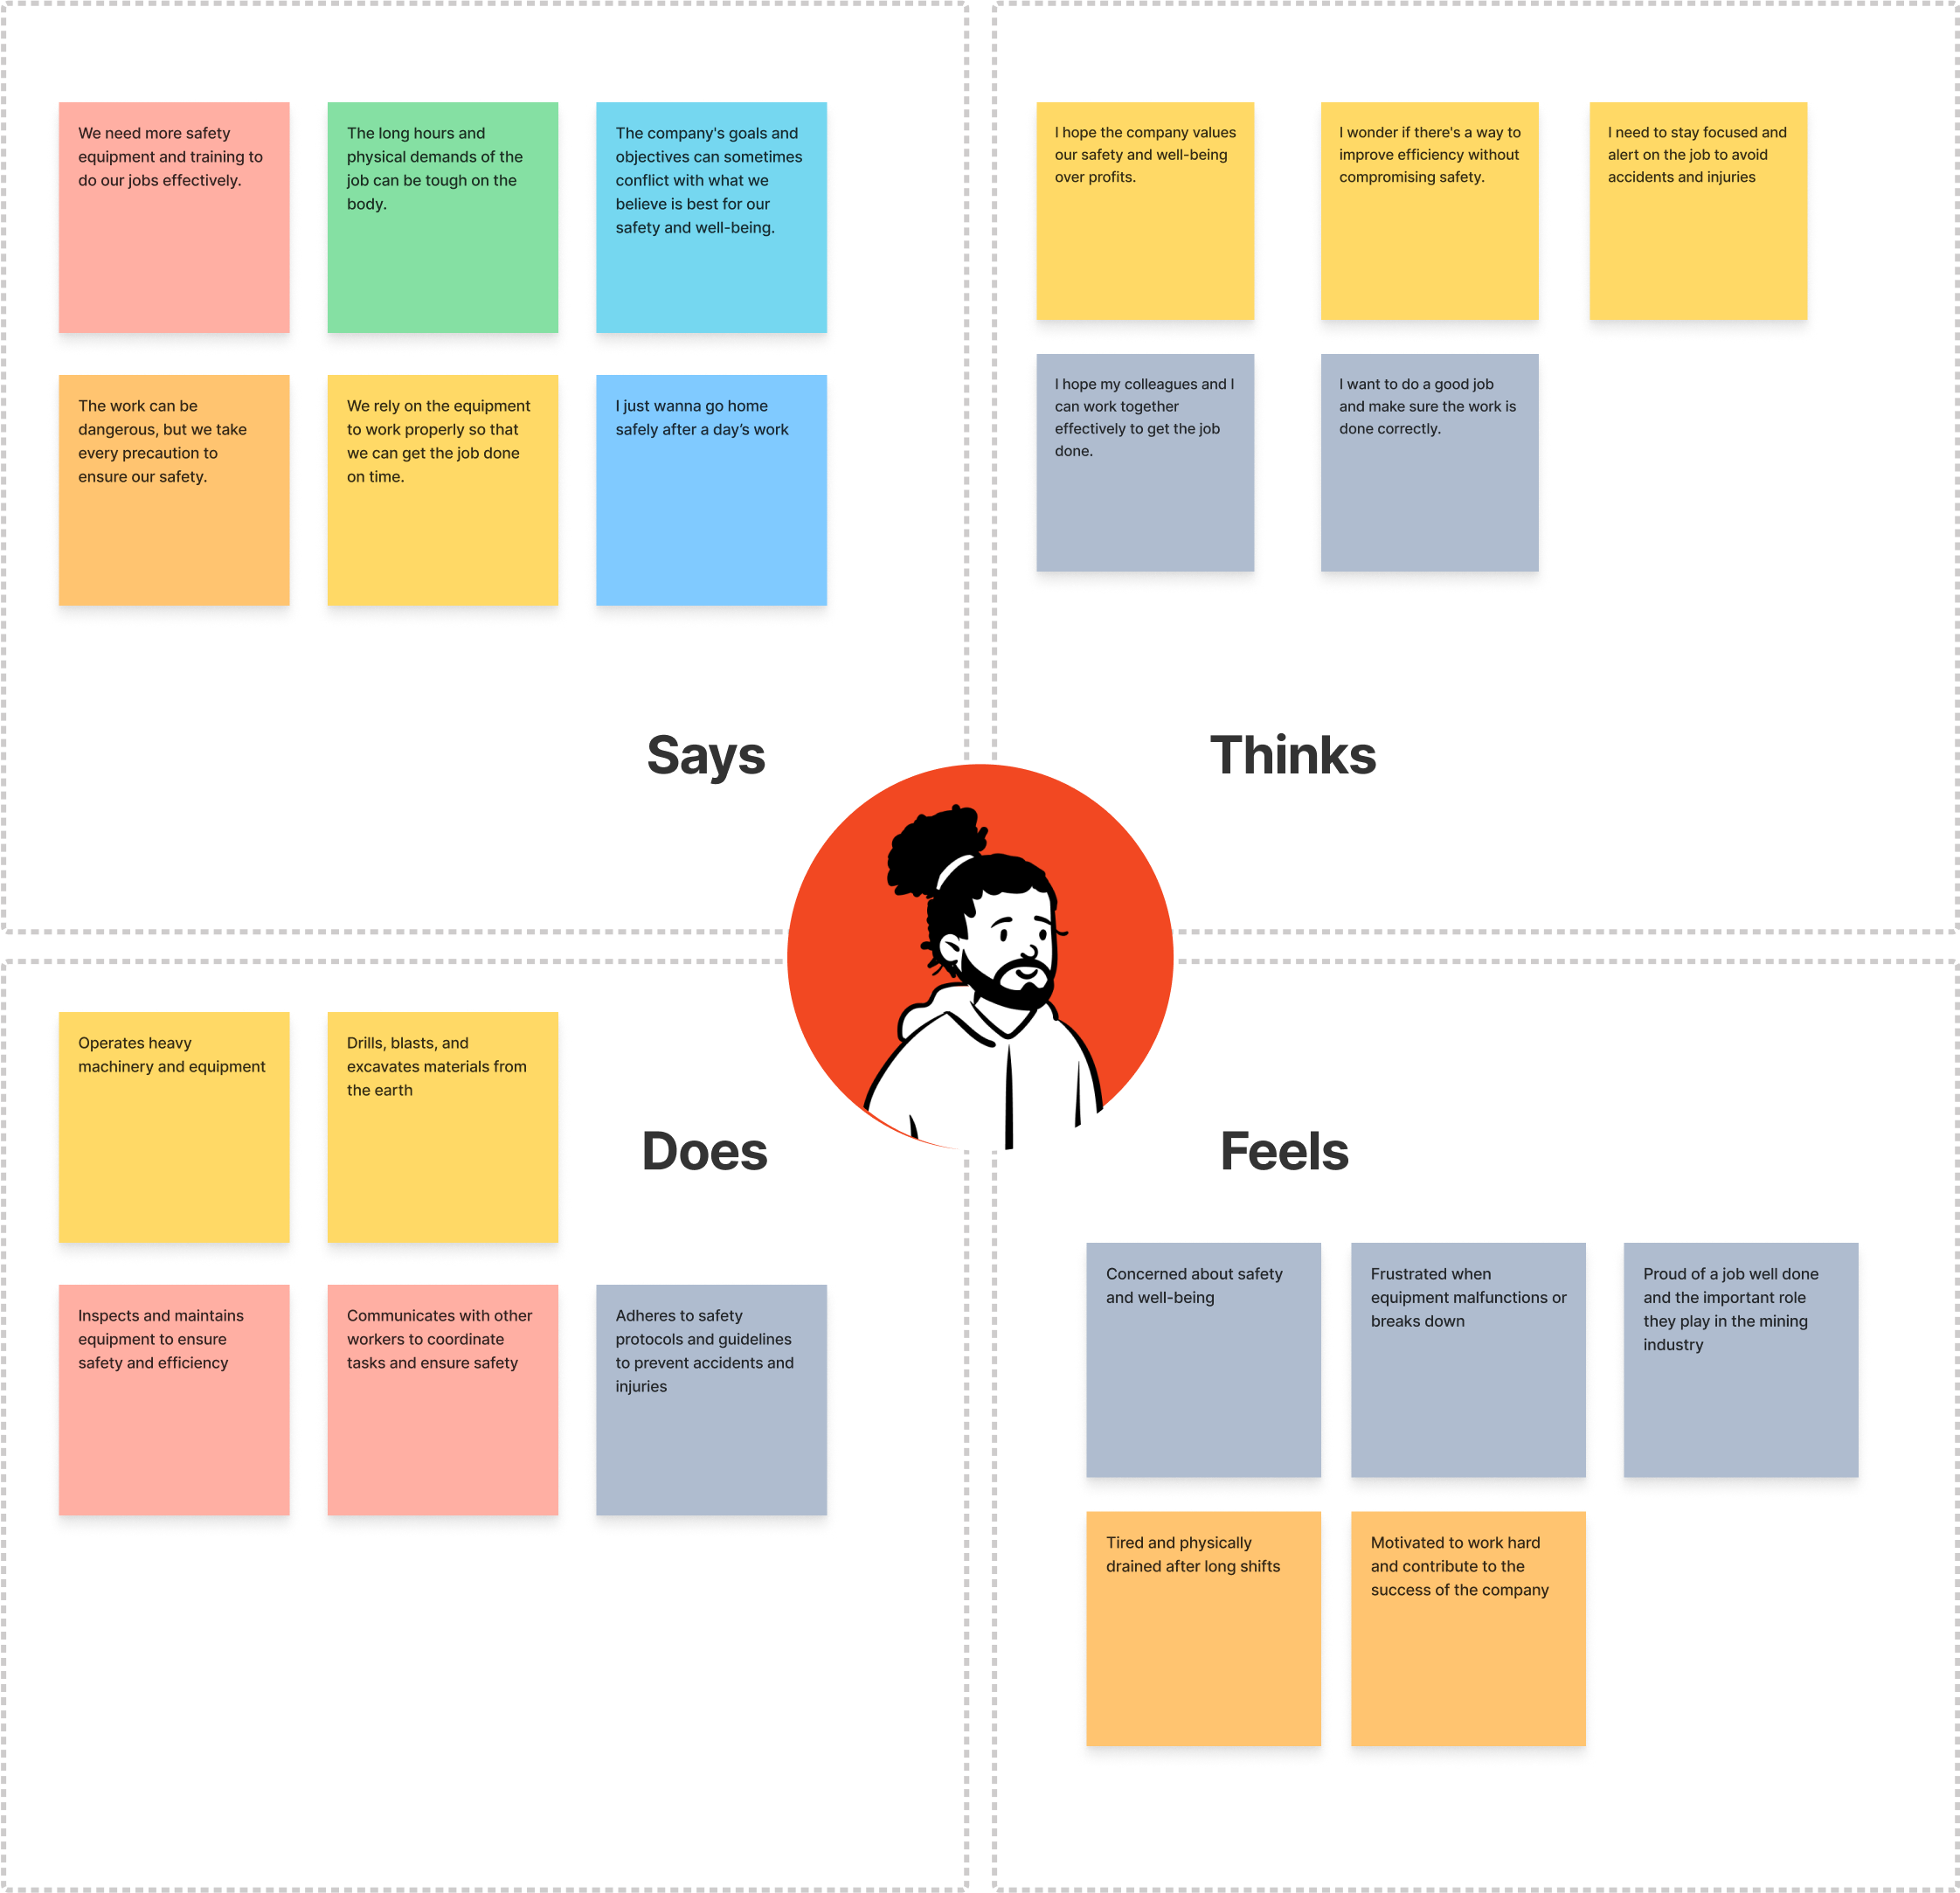 We need more safety
equipment and training to
do our jobs effectively.
The long hours and
physical demands of the
job can be tough on the
body.
The company's goals and
objectives can sometimes
conflict with what we
believe is best for our
safety and well-being.
The work can be
dangerous, but we take
every precaution to
ensure our safety.
We rely on the equipment
to work properly so that
we can get the job done
on time.
I just wanna go home
safely after a day’s work
Says
I hope the company values
our safety and well-being
over profits.
I wonder if there's a way to
improve efficiency without
compromising safety.
I need to stay focused and
alert on the job to avoid
accidents and injuries
I hope my colleagues and I
can work together
effectively to get the job
done.
I want to do a good job
and make sure the work is
done correctly.
Thinks
Operates heavy
machinery and equipment
Drills, blasts, and
excavates materials from
the earth
Does
Inspects and maintains
equipment to ensure
safety and efficiency
Communicates with other
workers to coordinate
tasks and ensure safety
Adheres to safety
protocols and guidelines
to prevent accidents and
injuries
Feels
Concerned about safety
and well-being
Frustrated when
equipment malfunctions or
breaks down
Proud of a job well done
and the important role
they play in the mining
industry
Tired and physically
drained after long shifts
Motivated to work hard
and contribute to the
success of the company